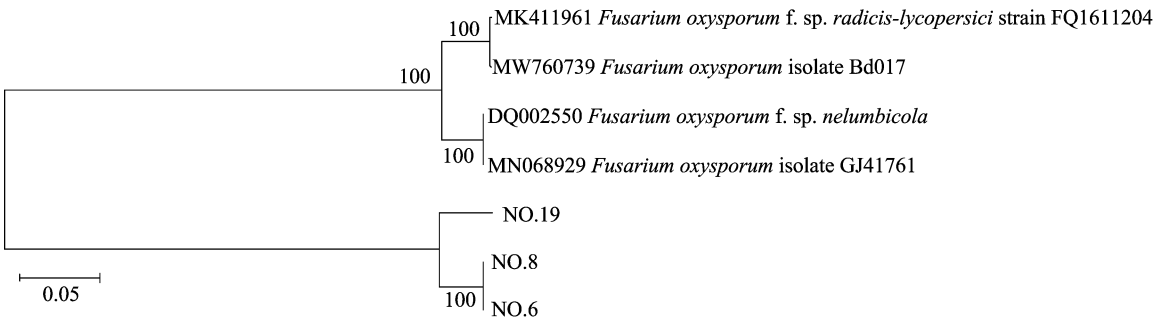 100 MK411961 Fusarium oxysporum f. sp. radicis-lycopersici strain FQ1611204
MW760739 Fusarium oxysporum isolate Bd017
100
DQ002550 Fusarium oxysporum f. sp. nelumbicola
100 MN068929 Fusarium oxysporum isolate GJ41761
NO.19
NO.8
100 NO.6
0.05